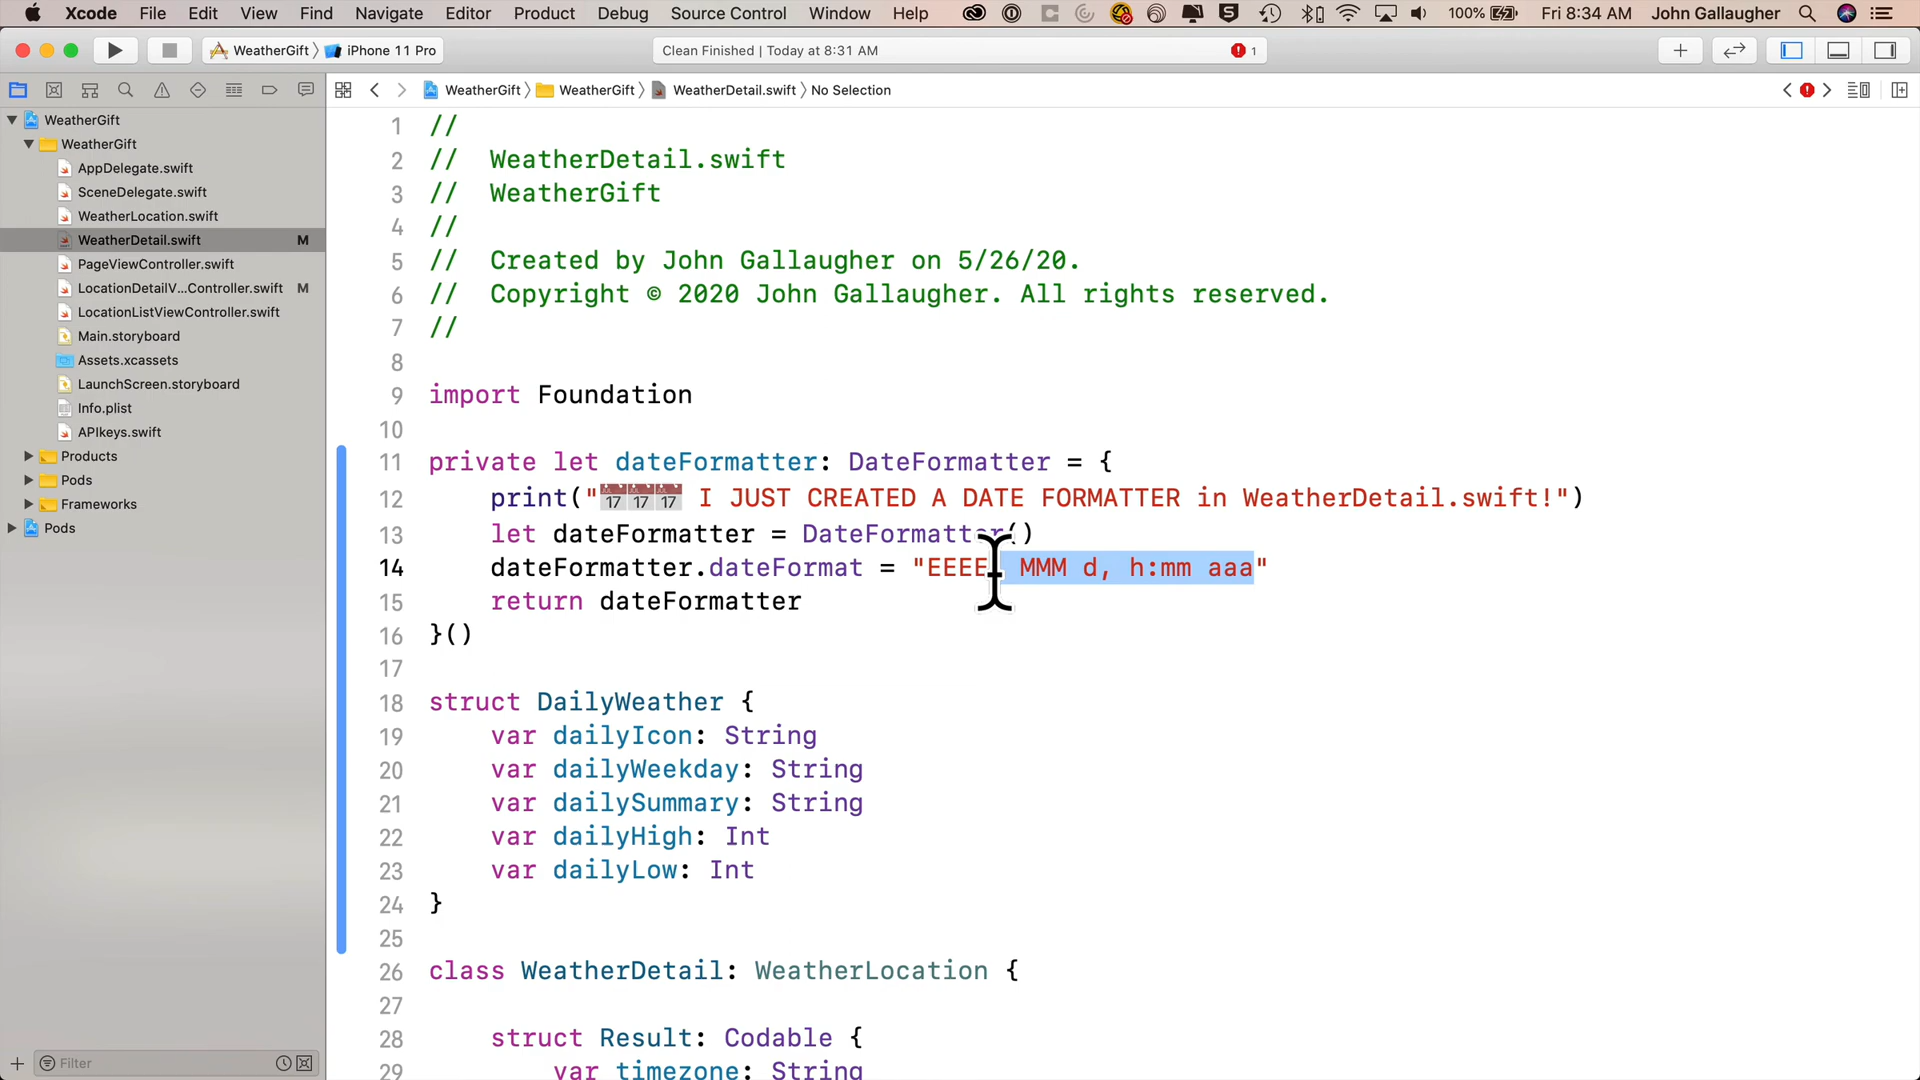 Xcode File Edit View Find Navigate Editor Product Debug Source Control Window Help 100% Fri 8:34 AM John Gallaugher
WeatherGift iPhone 11 Pro Clean Finished | Today at 8:31 AM 1
WeatherGift WeatherGift WeatherDetail.swift No Selection
WeatherGift
WeatherGift
AppDelegate.swift
SceneDelegate.swift
WeatherLocation.swift
WeatherDetail.swift M
PageViewController.swift
LocationDetailV...Controller.swift M
LocationListViewController.swift
Main.storyboard
Assets.xcassets
LaunchScreen.storyboard
Info.plist
APIkeys.swift
Products
Pods
Frameworks
Pods
Filter
1 //
2 // WeatherDetail.swift
3 // WeatherGift
4 //
5 // Created by John Gallaugher on 5/26/20.
6 // Copyright © 2020 John Gallaugher. All rights reserved.
7 //
8
9 import Foundation
10
11 private let dateFormatter: DateFormatter = {
12 print("📅📅📅 I JUST CREATED A DATE FORMATTER in WeatherDetail.swift!")
13 let dateFormatter = DateFormatter()
14 dateFormatter.dateFormat = "EEEE, MMM d, h:mm aaa"
15 return dateFormatter
16 }()
17
18 struct DailyWeather {
19 var dailyIcon: String
20 var dailyWeekday: String
21 var dailySummary: String
22 var dailyHigh: Int
23 var dailyLow: Int
24 }
25
26 class WeatherDetail: WeatherLocation {
27
28 struct Result: Codable {
29 var timezone: String